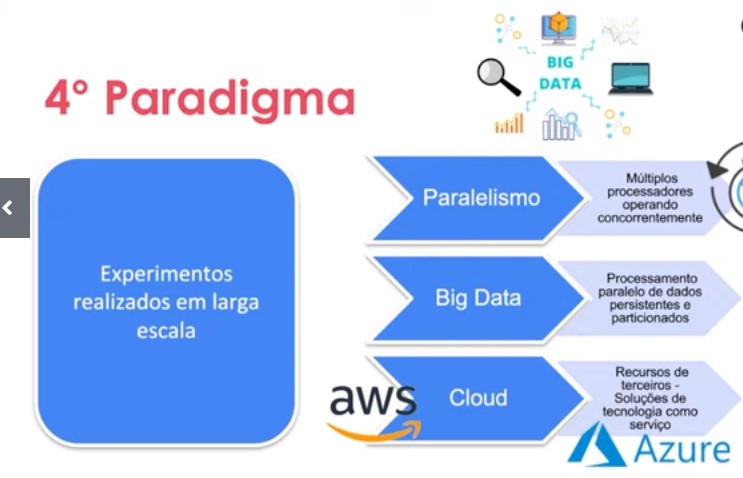 BIG
DATA
4° Paradigma
Experimentos
realizados em larga
escala
Paralelismo
Múltiplos
processadores
operando
concorrentemente
Big Data
Processamento
paralelo de dados
persistentes e
particionados
aws
Cloud
Recursos de
terceiros -
Soluções de
tecnologia como
serviço
Azure